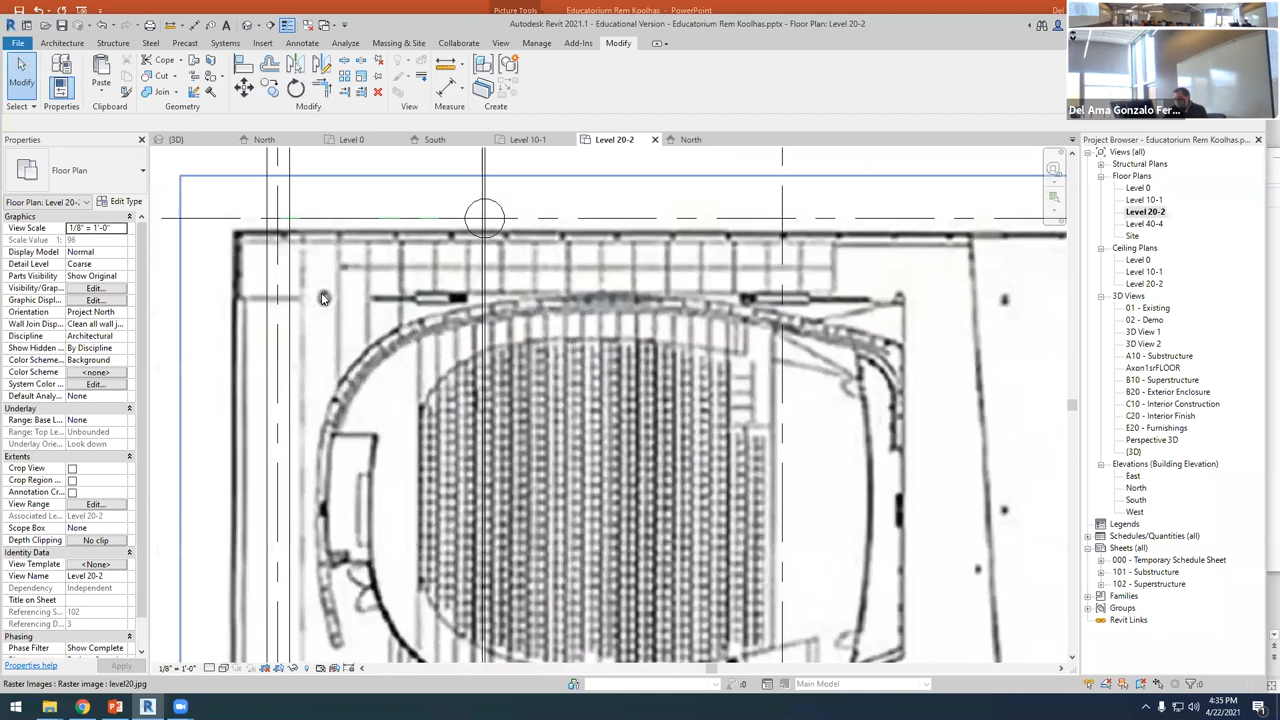 Picture Tools
Educatorium Rem Koolhas - PowerPoint
Del
Autodesk Revit 2021.1 - Educational Version - Educatorium Rem Koolhas.pptx - Floor Plan: Level 20-2
File Architecture Structure Steel Precast Systems Insert Annotate Analyze Massing & Site Collaborate View Manage Add-Ins Modify
Modify Paste Cope Cut Join
Select Properties Clipboard Geometry Modify View Measure Create
Del Ama Gonzalo Fer...
Properties
{3D} North Level 0 South Level 10-1 Level 20-2 North
Project Browser - Educatorium Rem Koolhas.p...
Floor Plan
Floor Plan: Level 20-2 Edit Type
Graphics
View Scale 1/8" = 1'-0"
Scale Value 1: 96
Display Model Normal
Detail Level Coarse
Parts Visibility Show Original
Visibility/Grap... Edit...
Graphic Displ... Edit...
Orientation Project North
Wall Join Displ... Clean all wall j...
Discipline Architectural
Show Hidden ... By Discipline
Color Scheme... Background
Color Scheme <none>
System Color ... Edit...
Default Analy... None
Underlay
Range: Base L... None
Range: Top Le... Unbounded
Underlay Orie... Look down
Extents
Crop View
Crop Region ...
Annotation Cr...
View Range Edit...
Associated Le... Level 20-2
Scope Box None
Depth Clipping No clip
Identity Data
View Template <None>
View Name Level 20-2
Dependency Independent
Title on Sheet
Referencing S... 102
Referencing D... 3
Phasing
Phase Filter Show Complete
Properties help Apply
Views (all)
Structural Plans
Floor Plans
Level 0
Level 10-1
Level 20-2
Level 40-4
Site
Ceiling Plans
Level 0
Level 10-1
Level 20-2
3D Views
01 - Existing
02 - Demo
3D View 1
3D View 2
A10 - Substructure
Axon1srFLOOR
B10 - Superstructure
B20 - Exterior Enclosure
C10 - Interior Construction
C20 - Interior Finish
E20 - Furnishings
Perspective 3D
{3D}
Elevations (Building Elevation)
East
North
South
West
Legends
Schedules/Quantities (all)
Sheets (all)
000 - Temporary Schedule Sheet
101 - Substructure
102 - Superstructure
Families
Groups
Revit Links
1/8" = 1'-0"
Raster Images : Raster image: level20.jpg
:0
Main Model
:0
4:35 PM
4/22/2021